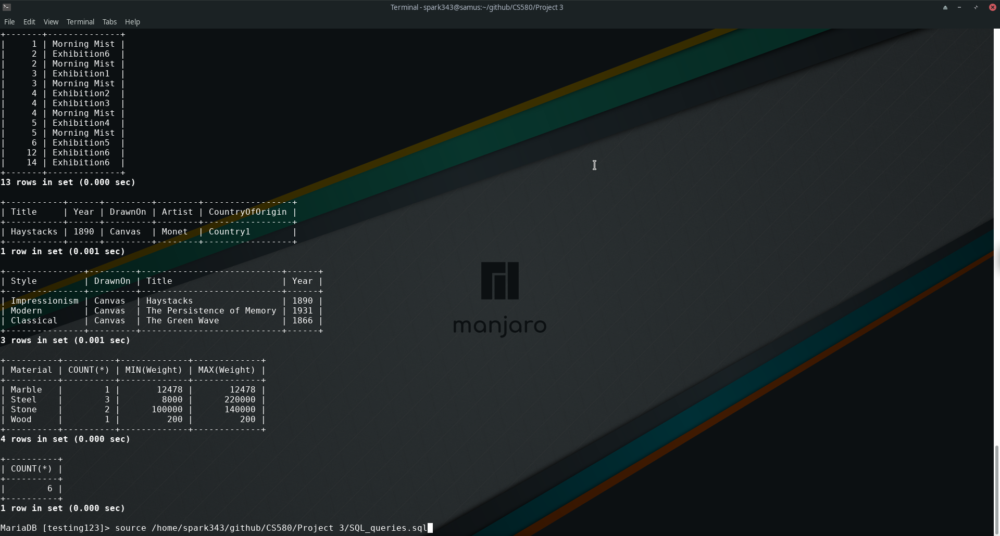 Terminal - spark343@samus:~/github/CS580/Project 3
File Edit View Terminal Tabs Help
+-------+--------------+
|     1 | Morning Mist |
|     2 | Exhibition6  |
|     2 | Morning Mist |
|     3 | Exhibition1  |
|     3 | Morning Mist |
|     4 | Exhibition2  |
|     4 | Exhibition3  |
|     4 | Morning Mist |
|     5 | Exhibition4  |
|     5 | Morning Mist |
|     6 | Exhibition5  |
|    12 | Exhibition6  |
|    14 | Exhibition6  |
+-------+--------------+
13 rows in set (0.000 sec)
+-----------+------+---------+--------+-----------------+
| Title     | Year | DrawnOn | Artist | CountryOfOrigin |
+-----------+------+---------+--------+-----------------+
| Haystacks | 1890 | Canvas  | Monet  | Country1        |
+-----------+------+---------+--------+-----------------+
1 row in set (0.001 sec)
+---------------+---------+---------------------------+------+
| Style         | DrawnOn | Title                     | Year |
+---------------+---------+---------------------------+------+
| Impressionism | Canvas  | Haystacks                 | 1890 |
| Modern        | Canvas  | The Persistence of Memory | 1931 |
| Classical     | Canvas  | The Green Wave            | 1866 |
+---------------+---------+---------------------------+------+
3 rows in set (0.001 sec)
+----------+----------+-------------+-------------+
| Material | COUNT(*) | MIN(Weight) | MAX(Weight) |
+----------+----------+-------------+-------------+
| Marble   |        1 |       12478 |       12478 |
| Steel    |        3 |        8000 |      220000 |
| Stone    |        2 |      100000 |      140000 |
| Wood     |        1 |         200 |         200 |
+----------+----------+-------------+-------------+
4 rows in set (0.000 sec)
+----------+
| COUNT(*) |
+----------+
|        6 |
+----------+
1 row in set (0.000 sec)
MariaDB [testing123]> source /home/spark343/github/CS580/Project 3/SQL_queries.sql
manjaro